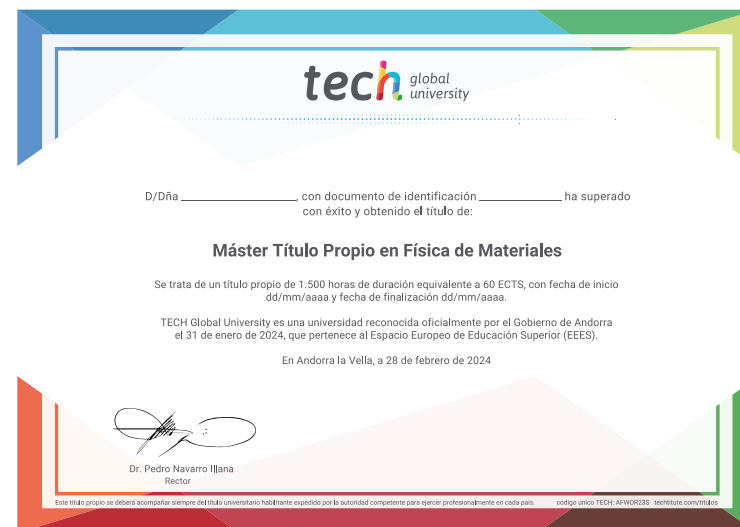 tech global university
D/Dña ____________, con documento de identificación ____________ ha superado
con éxito y obtenido el título de:
Máster Título Propio en Física de Materiales
Se trata de un título propio de 1.500 horas de duración equivalente a 60 ECTS, con fecha de inicio
dd/mm/aaaa y fecha de finalización dd/mm/aaaa.
TECH Global University es una universidad reconocida oficialmente por el Gobierno de Andorra
el 31 de enero de 2024, que pertenece al Espacio Europeo de Educación Superior (EEES).
En Andorra la Vella, a 28 de febrero de 2024
Dr. Pedro Navarro Illana
Rector
Este título propio se deberá acompañar siempre del título universitario habilitante expedido por la autoridad competente para ejercer profesionalmente en cada país. código único TECH: AFWOR23S techtitute.com/titulos